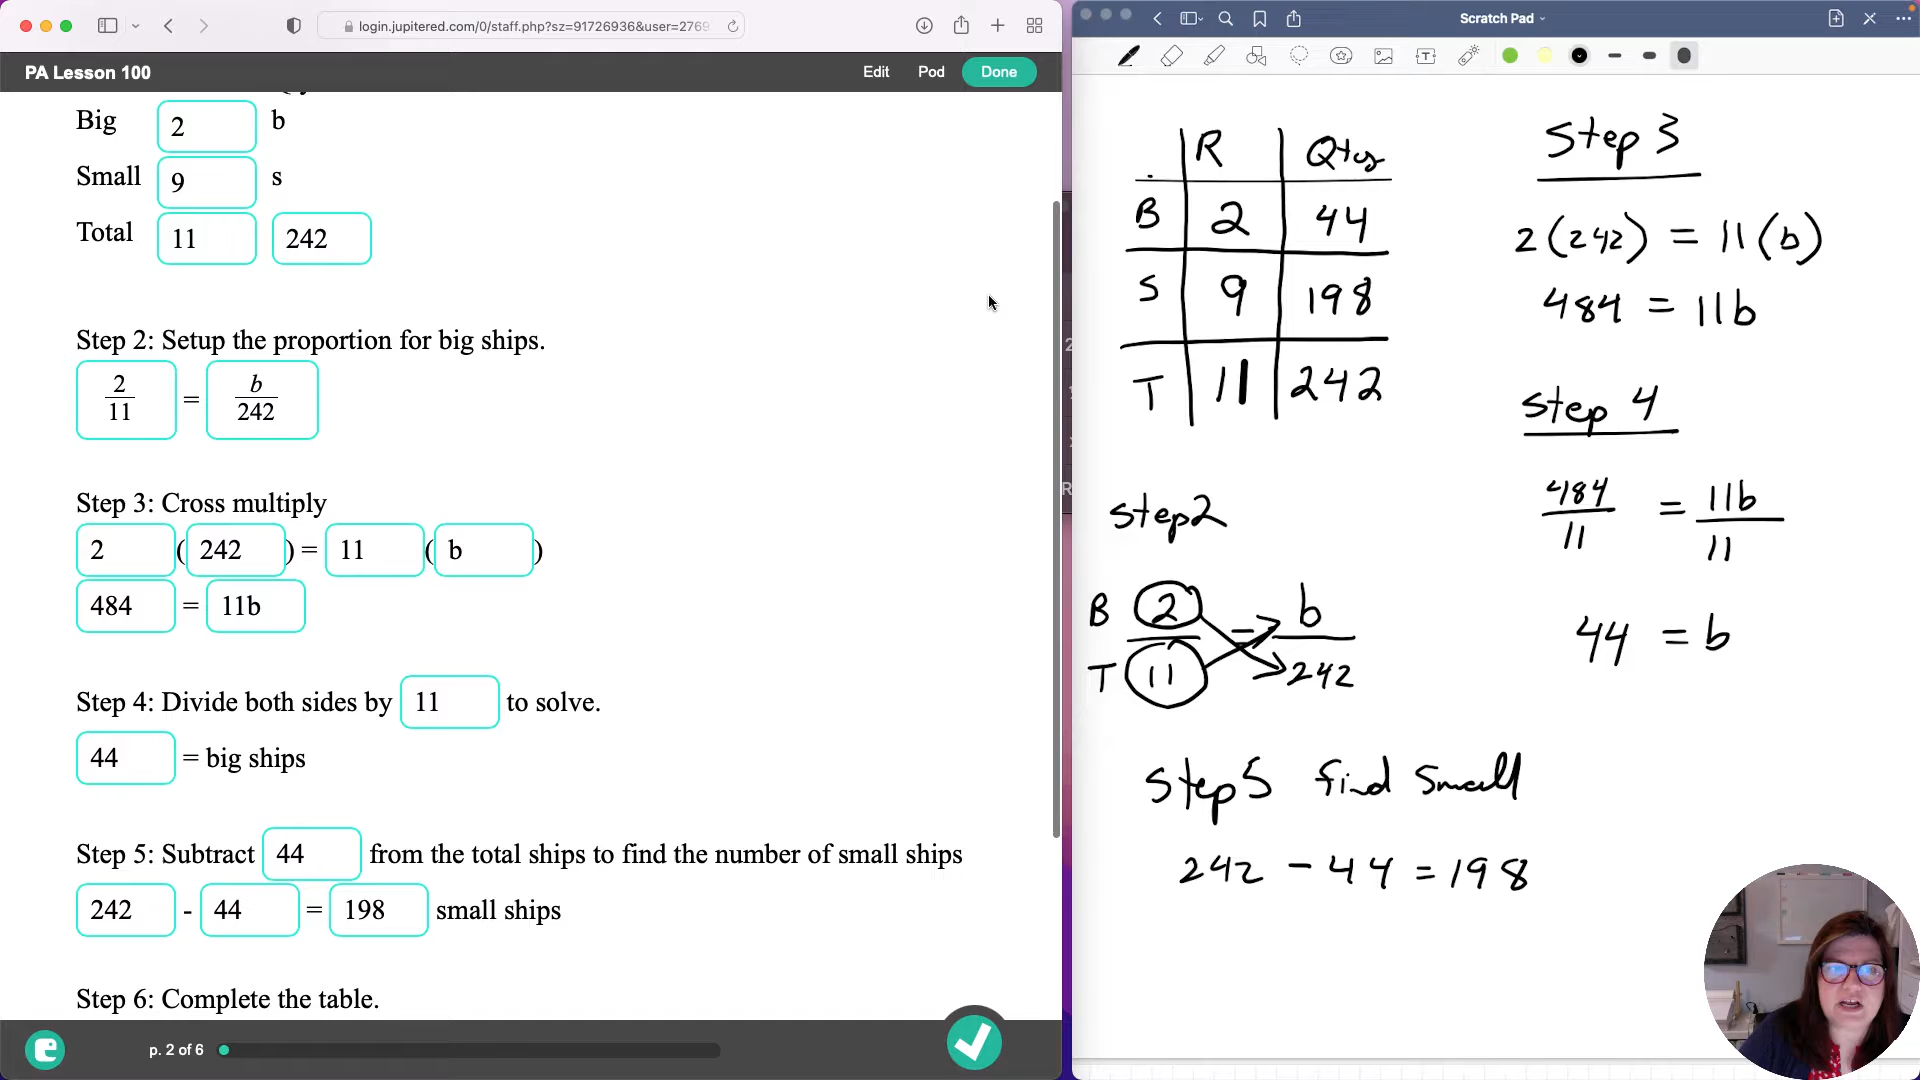 login.jupitered.com/0/staff.php?sz=91726936&user=2769
PA Lesson 100
Edit
Pod
Done
Big 2 b
Small 9 s
Total 11 242
Step 2: Setup the proportion for big ships.
2/11 = b/242
Step 3: Cross multiply
2 ( 242 ) = 11 ( b )
484 = 11b
Step 4: Divide both sides by 11 to solve.
44 = big ships
Step 5: Subtract 44 from the total ships to find the number of small ships
242 - 44 = 198 small ships
Step 6: Complete the table.
p. 2 of 6
Scratch Pad
R Qtys
B 2 44
S 9 198
T 11 242
Step 2
B 2 = b
T 11 242
Step 3
2(242) = 11(b)
484 = 11b
Step 4
484/11 = 11b/11
44 = b
Step 5 find small
242 - 44 = 198